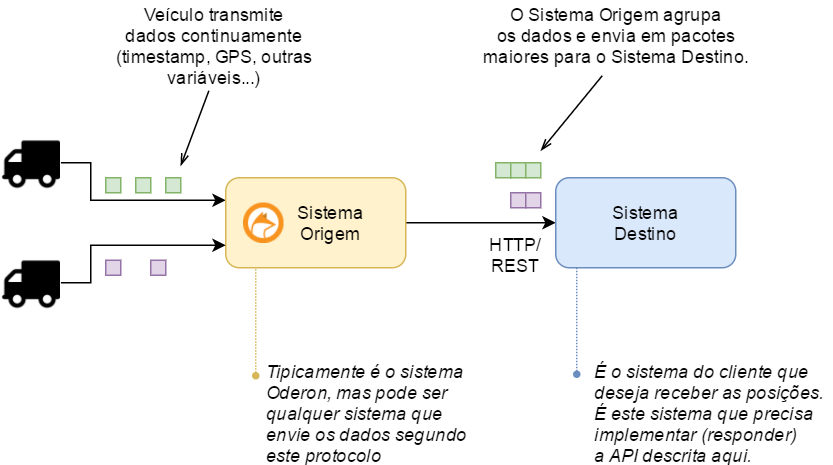 Veículo transmite
dados continuamente
(timestamp, GPS, outras
variáveis...)
O Sistema Origem agrupa
os dados e envia em pacotes
maiores para o Sistema Destino.
Sistema
Origem
HTTP/
REST
Sistema
Destino
Tipicamente é o sistema
Oderon, mas pode ser
qualquer sistema que
envie os dados segundo
este protocolo
É o sistema do cliente que
deseja receber as posições.
É este sistema que precisa
implementar (responder)
a API descrita aqui.